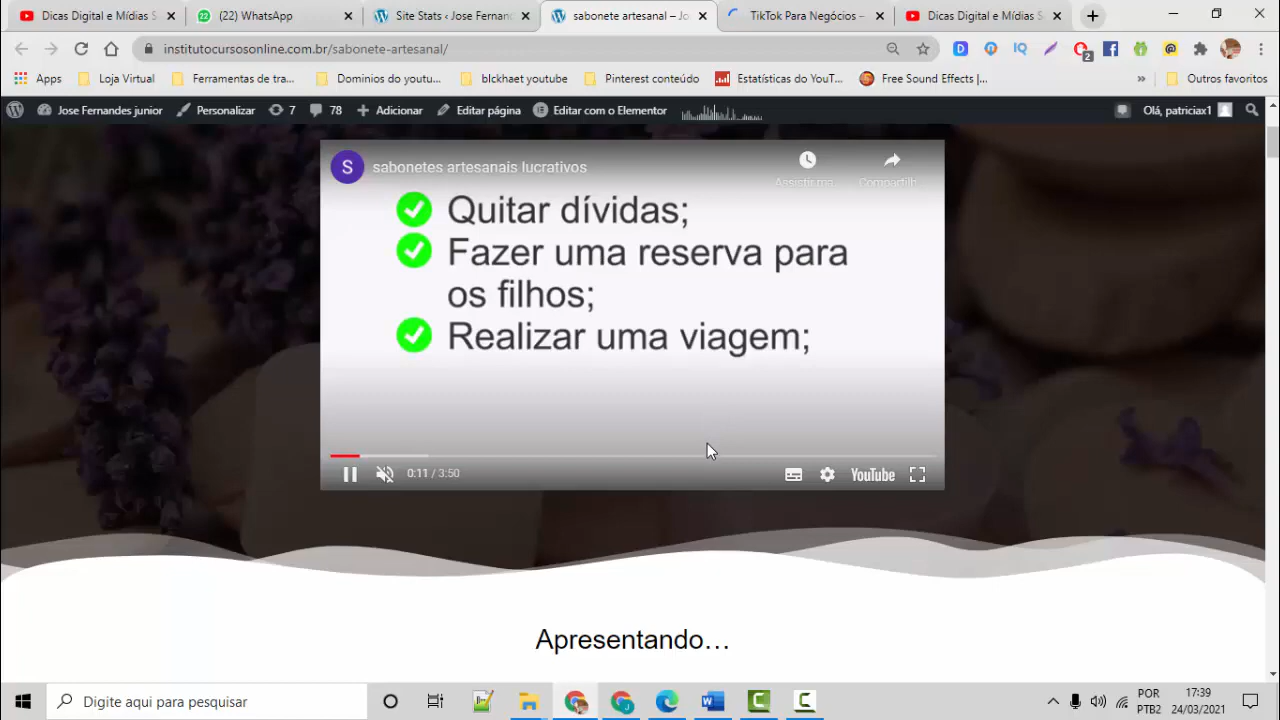 Dicas Digital e Mídias S
(22) WhatsApp
Site Stats ‹ Jose Fernanc
sabonete artesanal – Jo
TikTok Para Negócios –
Dicas Digital e Mídias S
institutocursosonline.com.br/sabonete-artesanal/
Apps
Loja Virtual
Ferramentas de tra...
Dominios do youtu...
blckhaet youtube
Pinterest conteúdo
Estatísticas do YouT...
Free Sound Effects |...
»
Outros favoritos
Jose Fernandes junior
Personalizar
7
78
Adicionar
Editar página
Editar com o Elementor
Olá, patriciax1
S
sabonetes artesanais lucrativos
Assistir ma...
Compartilh...
Quitar dívidas;
Fazer uma reserva para
os filhos;
Realizar uma viagem;
0:11 / 3:50
YouTube
Apresentando...
Digite aqui para pesquisar
POR
PTB2
17:39
24/03/2021